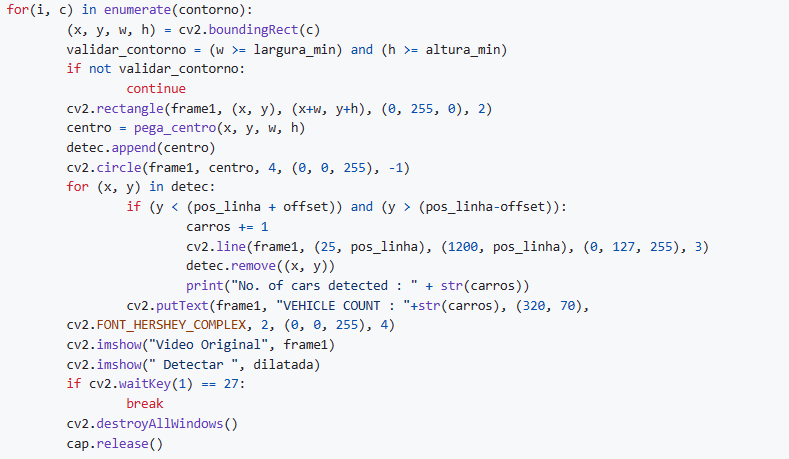 for(i, c) in enumerate(contorno):
        (x, y, w, h) = cv2.boundingRect(c)
        validar_contorno = (w >= largura_min) and (h >= altura_min)
        if not validar_contorno:
                continue
        cv2.rectangle(frame1, (x, y), (x+w, y+h), (0, 255, 0), 2)
        centro = pega_centro(x, y, w, h)
        detec.append(centro)
        cv2.circle(frame1, centro, 4, (0, 0, 255), -1)
        for (x, y) in detec:
                if (y < (pos_linha + offset)) and (y > (pos_linha-offset)):
                        carros += 1
                        cv2.line(frame1, (25, pos_linha), (1200, pos_linha), (0, 127, 255), 3)
                        detec.remove((x, y))
                        print("No. of cars detected : " + str(carros))
                cv2.putText(frame1, "VEHICLE COUNT : "+str(carros), (320, 70),
        cv2.FONT_HERSHEY_COMPLEX, 2, (0, 0, 255), 4)
        cv2.imshow("Video Original", frame1)
        cv2.imshow(" Detectar ", dilatada)
        if cv2.waitKey(1) == 27:
                break
        cv2.destroyAllWindows()
        cap.release()